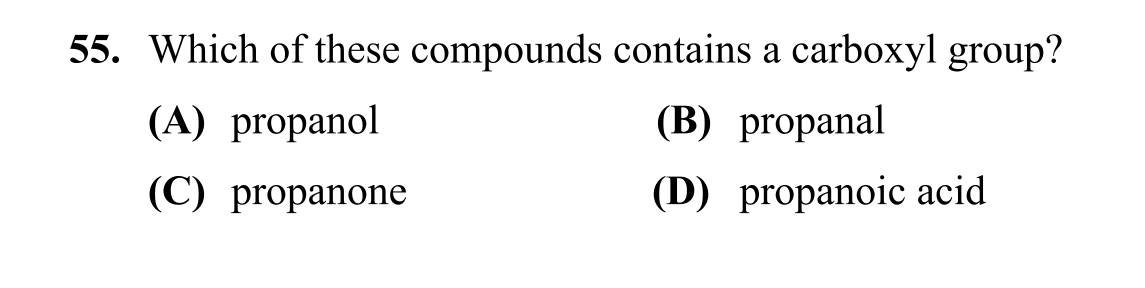 55. Which of these compounds contains a carboxyl group?
(A) propanol (B) propanal
(C) propanone (D) propanoic acid